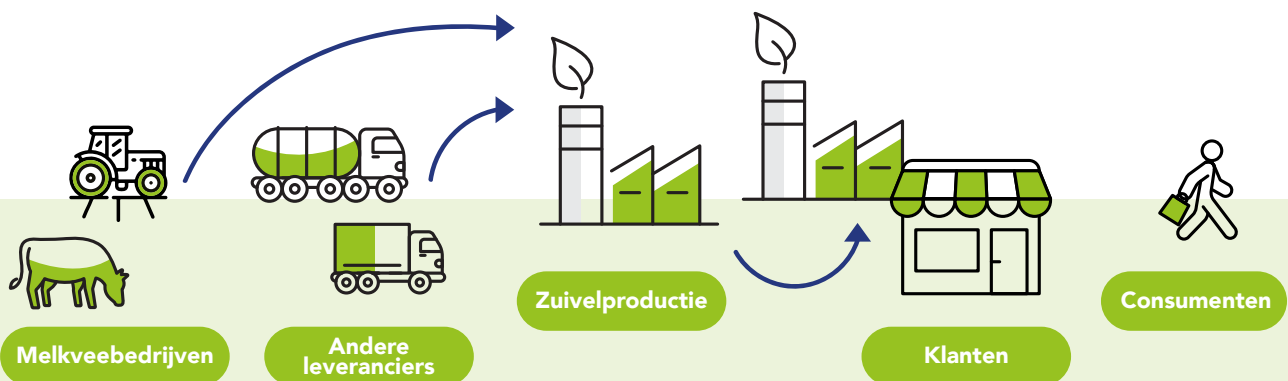 Melkveebedrijven
Andere
leveranciers
Zuivelproductie
Klanten
Consumenten